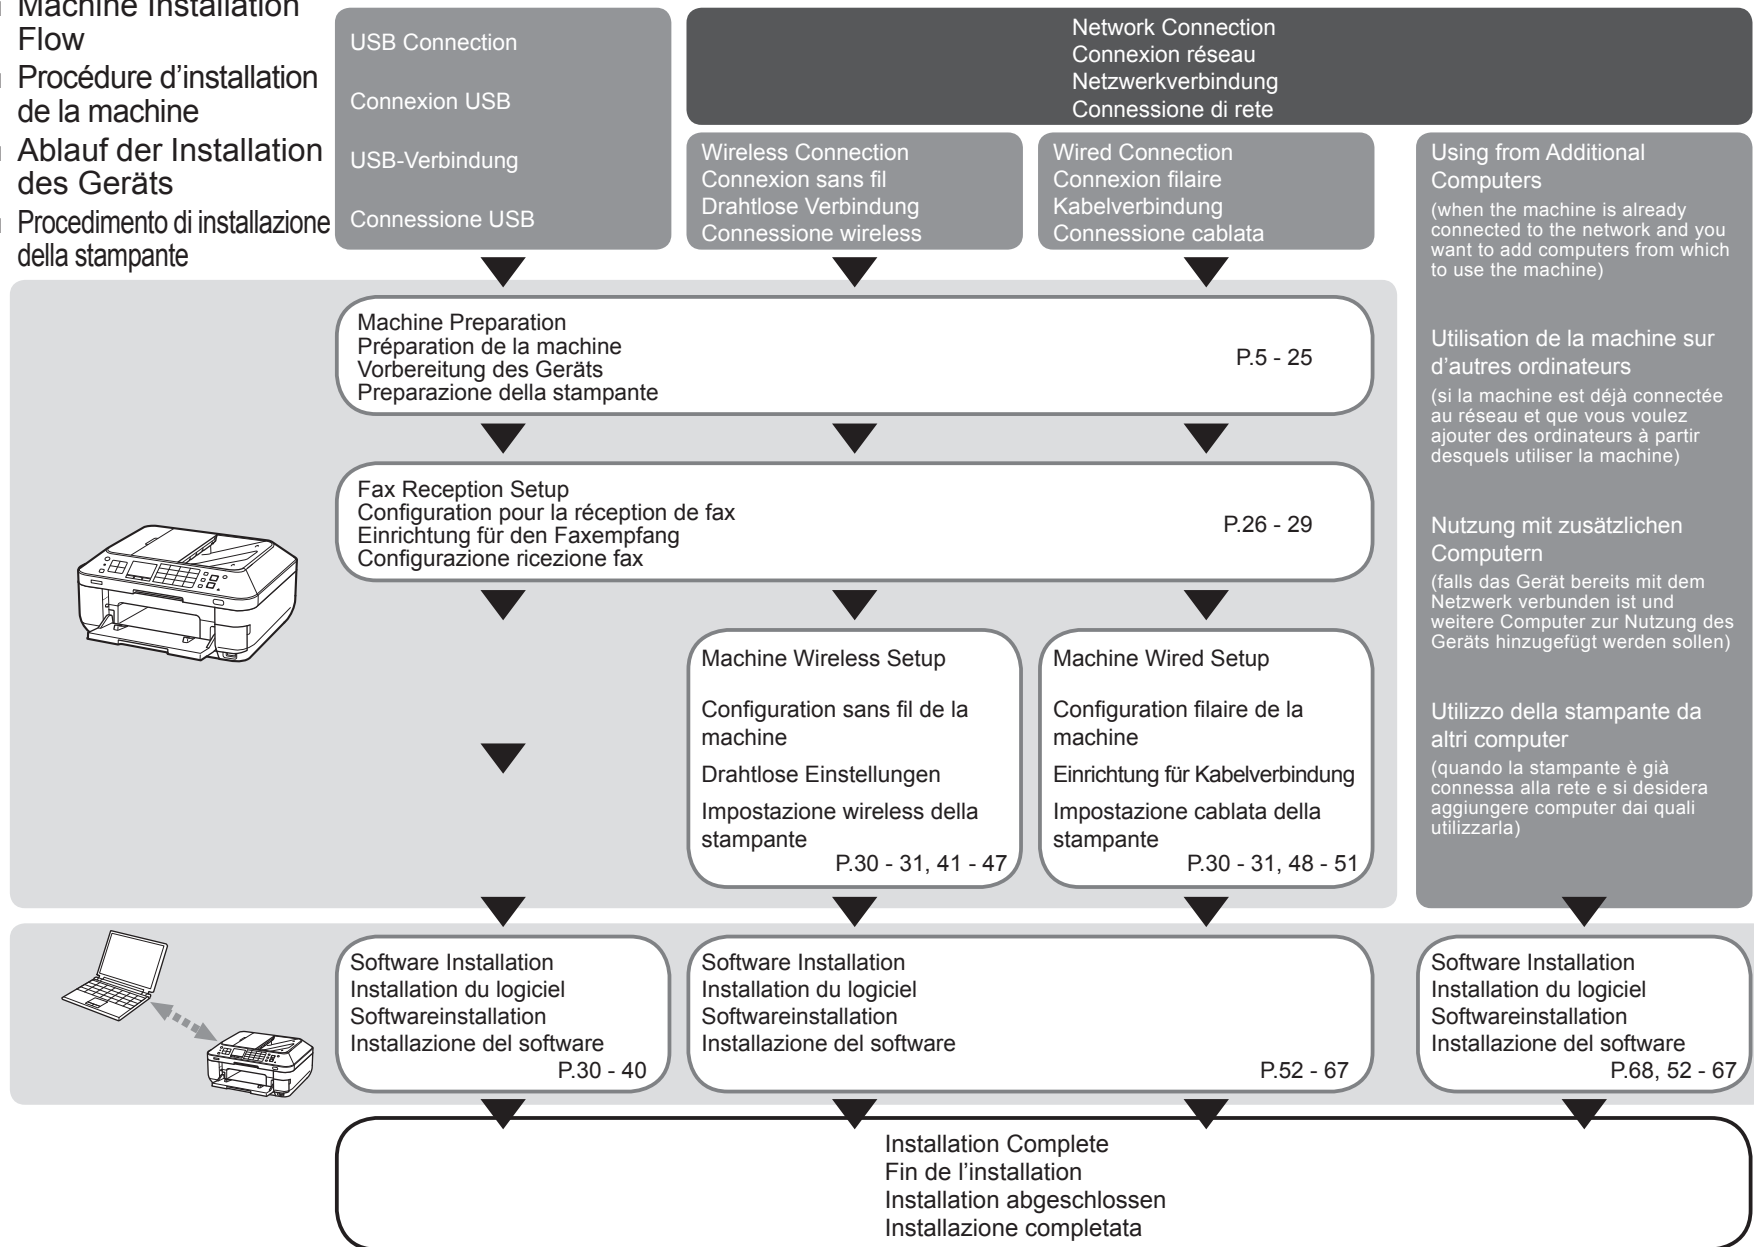 Machine Installation
Flow
Procédure d’installation
de la machine
Ablauf der Installation
des Geräts
Procedimento di installazione
della stampante
USB Connection
Connexion USB
USB-Verbindung
Connessione USB
Network Connection
Connexion réseau
Netzwerkverbindung
Connessione di rete
Wireless Connection
Connexion sans fil
Drahtlose Verbindung
Connessione wireless
Wired Connection
Connexion filaire
Kabelverbindung
Connessione cablata
Using from Additional
Computers
(when the machine is already
connected to the network and you
want to add computers from which
to use the machine)
Utilisation de la machine sur
d’autres ordinateurs
(si la machine est déjà connectée
au réseau et que vous voulez
ajouter des ordinateurs à partir
desquels utiliser la machine)
Nutzung mit zusätzlichen
Computern
(falls das Gerät bereits mit dem
Netzwerk verbunden ist und
weitere Computer zur Nutzung des
Geräts hinzugefügt werden sollen)
Utilizzo della stampante da
altri computer
(quando la stampante è già
connessa alla rete e si desidera
aggiungere computer dai quali
utilizzarla)
Machine Preparation
Préparation de la machine
Vorbereitung des Geräts
Preparazione della stampante
P.5 - 25
Fax Reception Setup
Configuration pour la réception de fax
Einrichtung für den Faxempfang
Configurazione ricezione fax
P.26 - 29
Machine Wireless Setup
Configuration sans fil de la
machine
Drahtlose Einstellungen
Impostazione wireless della
stampante
P.30 - 31, 41 - 47
Machine Wired Setup
Configuration filaire de la
machine
Einrichtung für Kabelverbindung
Impostazione cablata della
stampante
P.30 - 31, 48 - 51
Software Installation
Installation du logiciel
Softwareinstallation
Installazione del software
P.30 - 40
Software Installation
Installation du logiciel
Softwareinstallation
Installazione del software
P.52 - 67
Software Installation
Installation du logiciel
Softwareinstallation
Installazione del software
P.68, 52 - 67
Installation Complete
Fin de l’installation
Installation abgeschlossen
Installazione completata